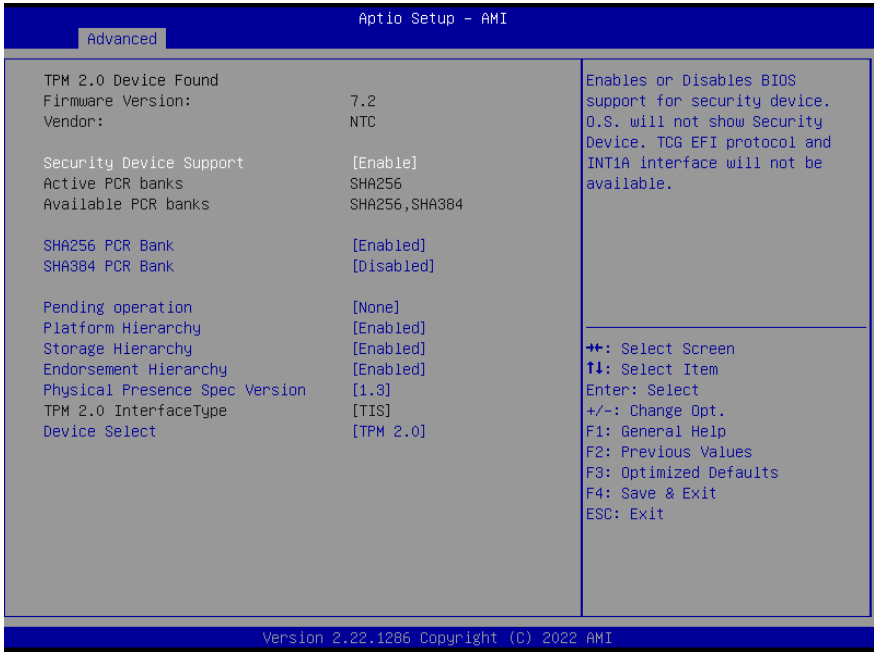 Aptio Setup – AMI
Advanced
TPM 2.0 Device Found
Firmware Version: 7.2
Vendor: NTC
Security Device Support [Enable]
Active PCR banks SHA256
Available PCR banks SHA256,SHA384
SHA256 PCR Bank [Enabled]
SHA384 PCR Bank [Disabled]
Pending operation [None]
Platform Hierarchy [Enabled]
Storage Hierarchy [Enabled]
Endorsement Hierarchy [Enabled]
Physical Presence Spec Version [1.3]
TPM 2.0 InterfaceType [TIS]
Device Select [TPM 2.0]
Enables or Disables BIOS
support for security device.
O.S. will not show Security
Device. TCG EFI protocol and
INT1A interface will not be
available.
→←: Select Screen
↑↓: Select Item
Enter: Select
+/-: Change Opt.
F1: General Help
F2: Previous Values
F3: Optimized Defaults
F4: Save & Exit
ESC: Exit
Version 2.22.1286 Copyright (C) 2022 AMI